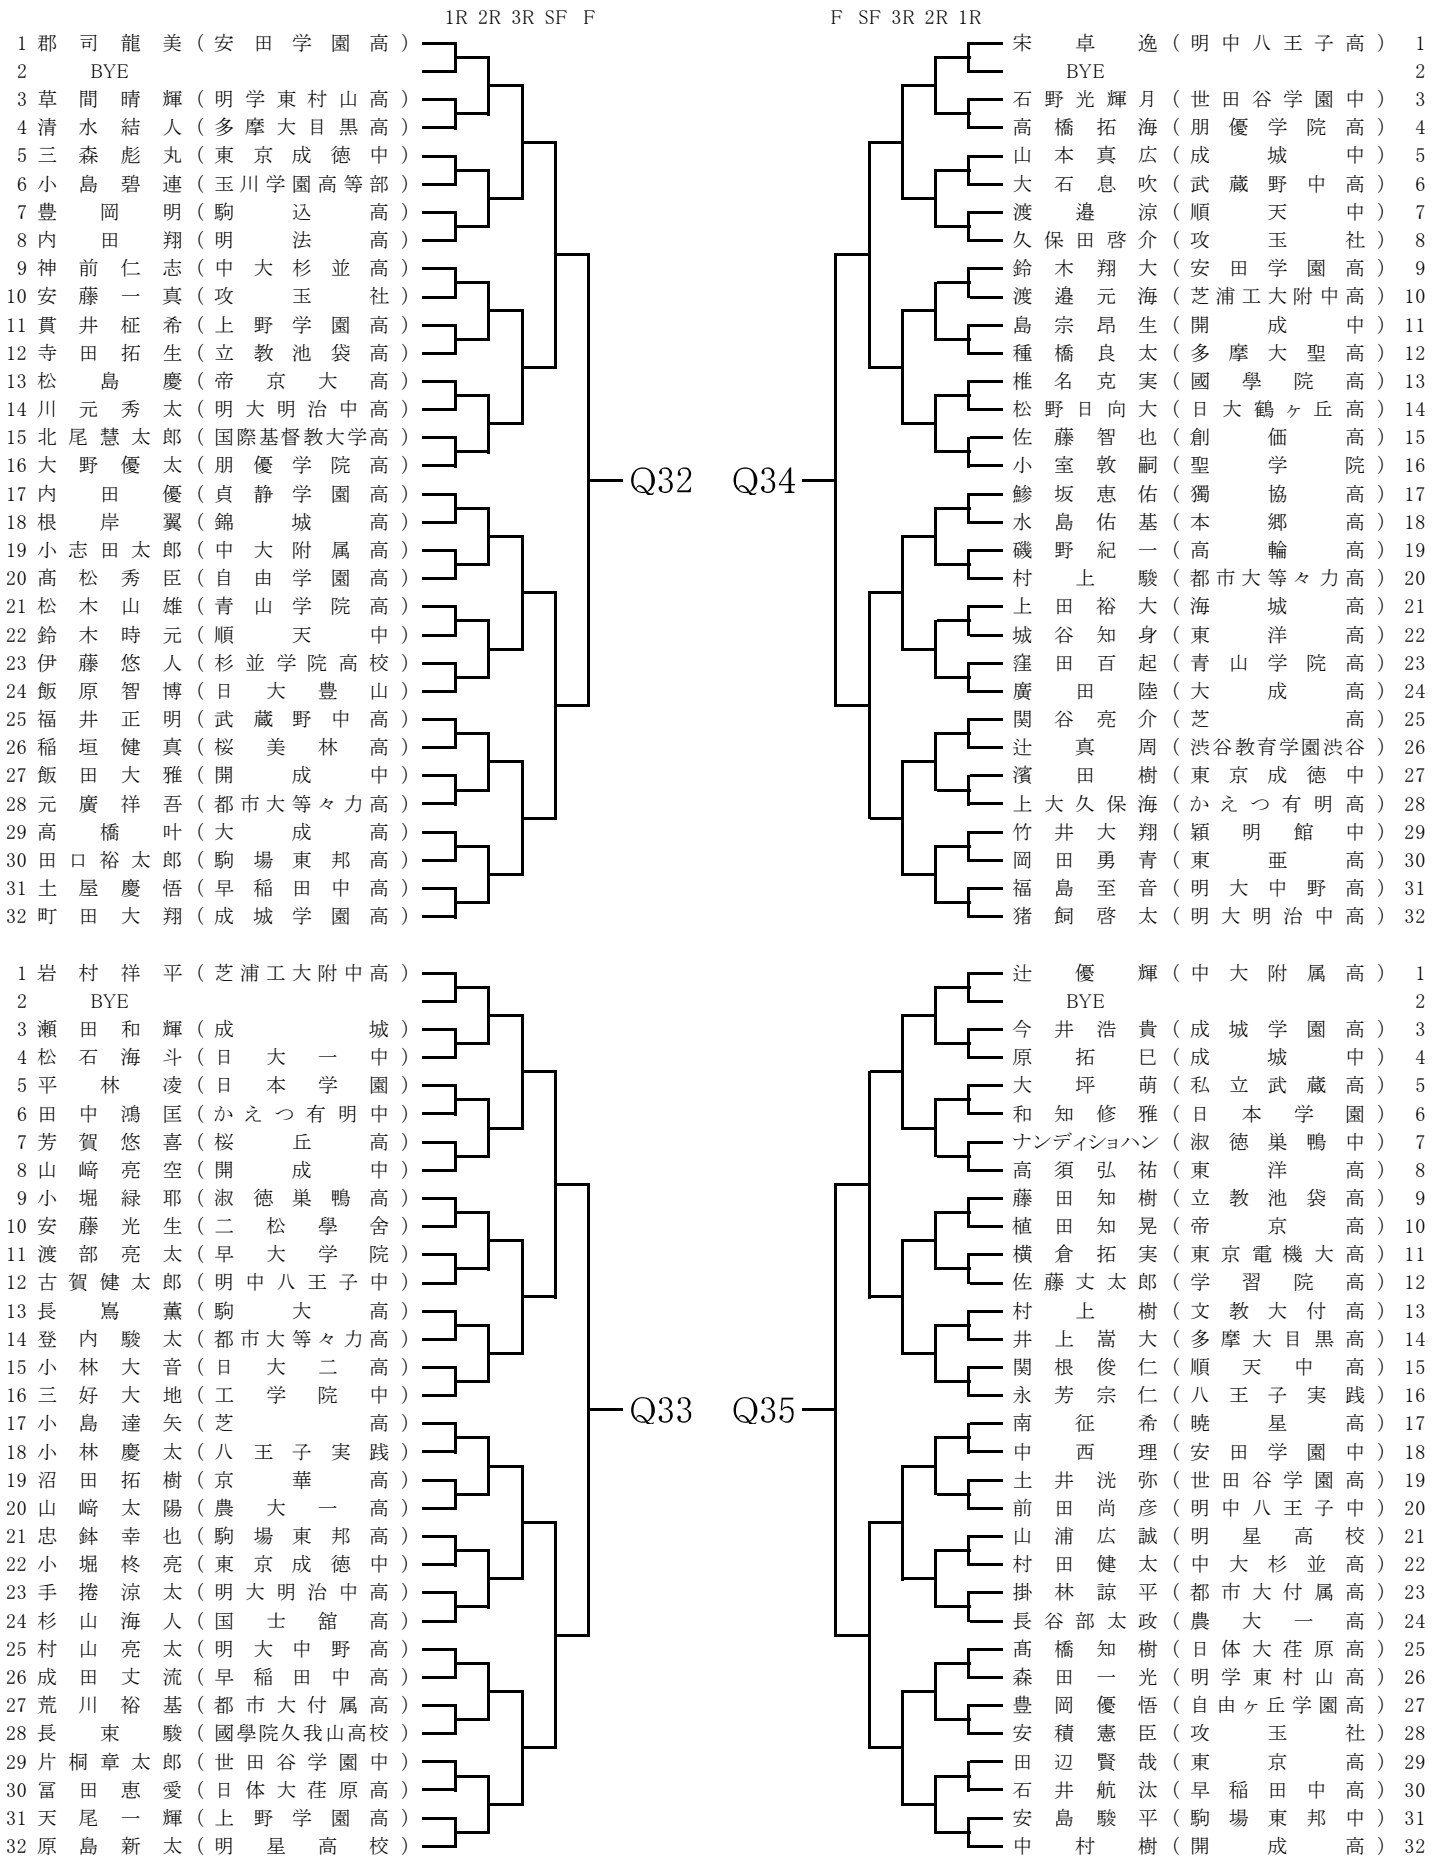 1R 2R 3R SF F
1 郡司龍美 (安田学園高)
2 BYE
3 草間晴輝 (明学東村山高)
4 清水結人 (多摩大目黒高)
5 三森彪丸 (東京成徳中)
6 小島碧連 (玉川学園高等部)
7 豊岡明 (駒込高)
8 内田翔 (明法高)
9 神前仁志 (中大杉並高)
10 安藤一真 (攻玉社)
11 貫井柾希 (上野学園高)
12 寺田拓生 (立教池袋高)
13 松島慶 (帝京大高)
14 川元秀太 (明大明治中高)
15 北尾慧太郎 (国際基督教大学高)
16 大野優太 (朋優学院高)
17 内田優 (貞静学園高)
18 根岸翼 (錦城高)
19 小志田太郎 (中大附属高)
20 髙松秀臣 (自由学園高)
21 松木山雄 (青山学院高)
22 鈴木時元 (順天中)
23 伊藤悠人 (杉並学院高校)
24 飯原智博 (日大豊山)
25 福井正明 (武蔵野中高)
26 稲垣健真 (桜美林高)
27 飯田大雅 (開成中)
28 元廣祥吾 (都市大等々力高)
29 高橋叶 (大成高)
30 田口裕太郎 (駒場東邦高)
31 土屋慶悟 (早稲田中高)
32 町田大翔 (成城学園高)
Q32
F SF 3R 2R 1R
宋卓逸 (明中八王子高) 1
BYE 2
石野光輝月 (世田谷学園中) 3
高橋拓海 (朋優学院高) 4
山本真広 (成城中) 5
大石息吹 (武蔵野中高) 6
渡邉涼 (順天中) 7
久保田啓介 (攻玉社) 8
鈴木翔大 (安田学園高) 9
渡邉元海 (芝浦工大附中高) 10
島宗昂生 (開成中) 11
種橋良太 (多摩大聖高) 12
椎名克実 (國學院高) 13
松野日向大 (日大鶴ヶ丘高) 14
佐藤智也 (創価高) 15
小室敦嗣 (聖学院) 16
鯵坂恵佑 (獨協高) 17
水島佑基 (本郷高) 18
磯野紀一 (高輪高) 19
村上駿 (都市大等々力高) 20
上田裕大 (海城高) 21
城谷知身 (東洋高) 22
窪田百起 (青山学院高) 23
廣田陸 (大成高) 24
関谷亮介 (芝高) 25
辻真周 (渋谷教育学園渋谷) 26
濱田樹 (東京成徳中) 27
上大久保海 (かえつ有明高) 28
竹井大翔 (穎明館中) 29
岡田勇青 (東亜高) 30
福島至音 (明大中野高) 31
猪飼啓太 (明大明治中高) 32
Q34
1 岩村祥平 (芝浦工大附中高)
2 BYE
3 瀬田和輝 (成城)
4 松石海斗 (日大一中)
5 平林凌 (日本学園)
6 田中鴻匡 (かえつ有明中)
7 芳賀悠喜 (桜丘高)
8 山﨑亮空 (開成中)
9 小堀緑耶 (淑徳巣鴨高)
10 安藤光生 (二松學舍)
11 渡部亮太 (早大学院)
12 古賀健太郎 (明中八王子中)
13 長嶌薫 (駒大高)
14 登内駿太 (都市大等々力高)
15 小林大音 (日大二高)
16 三好大地 (工学院中)
17 小島達矢 (芝高)
18 小林慶太 (八王子実践)
19 沼田拓樹 (京華高)
20 山﨑太陽 (農大一高)
21 忠鉢幸也 (駒場東邦高)
22 小堀柊亮 (東京成徳中)
23 手捲涼太 (明大明治中高)
24 杉山海人 (国士舘高)
25 村山亮太 (明大中野高)
26 成田丈流 (早稲田中高)
27 荒川裕基 (都市大付属高)
28 長束駿 (國學院久我山高校)
29 片桐章太郎 (世田谷学園中)
30 冨田恵愛 (日体大荏原高)
31 天尾一輝 (上野学園高)
32 原島新太 (明星高校)
Q33
辻優輝 (中大附属高) 1
BYE 2
今井浩貴 (成城学園高) 3
原拓巳 (成城中) 4
大坪萌 (私立武蔵高) 5
和知修雅 (日本学園) 6
ナンディショハン (淑徳巣鴨中) 7
高須弘祐 (東洋高) 8
藤田知樹 (立教池袋高) 9
植田知晃 (帝京高) 10
横倉拓実 (東京電機大高) 11
佐藤丈太郎 (学習院高) 12
村上樹 (文教大付高) 13
井上嵩大 (多摩大目黒高) 14
関根俊仁 (順天中高) 15
永芳宗仁 (八王子実践) 16
南征希 (暁星高) 17
中西理 (安田学園中) 18
土井洸弥 (世田谷学園高) 19
前田尚彦 (明中八王子中) 20
山浦広誠 (明星高校) 21
村田健太 (中大杉並高) 22
掛林諒平 (都市大付属高) 23
長谷部太政 (農大一高) 24
髙橋知樹 (日体大荏原高) 25
森田一光 (明学東村山高) 26
豊岡優悟 (自由ヶ丘学園高) 27
安積憲臣 (攻玉社) 28
田辺賢哉 (東京高) 29
石井航汰 (早稲田中高) 30
安島駿平 (駒場東邦中) 31
中村樹 (開成高) 32
Q35